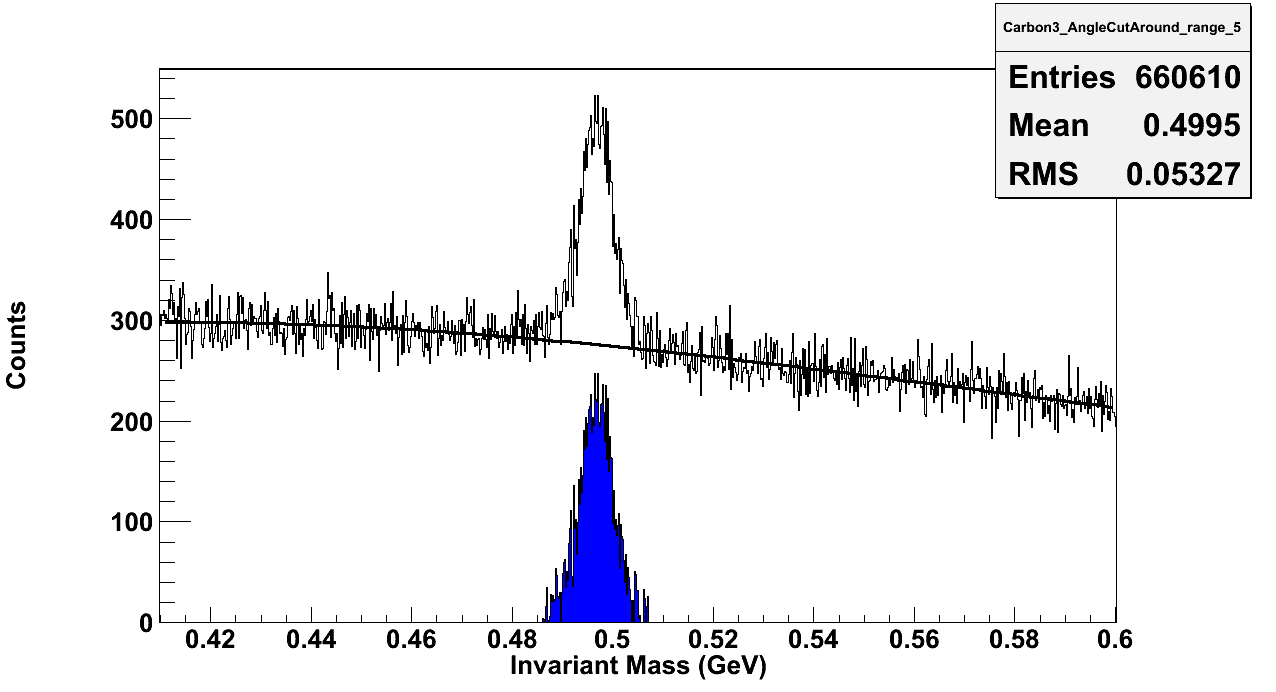 Carbon3_AngleCutAround_range_5
Entries 660610
Mean 0.4995
RMS 0.05327
Counts
500
400
300
200
100
0
0.42 0.44 0.46 0.48 0.5 0.52 0.54 0.56 0.58 0.6
Invariant Mass (GeV)